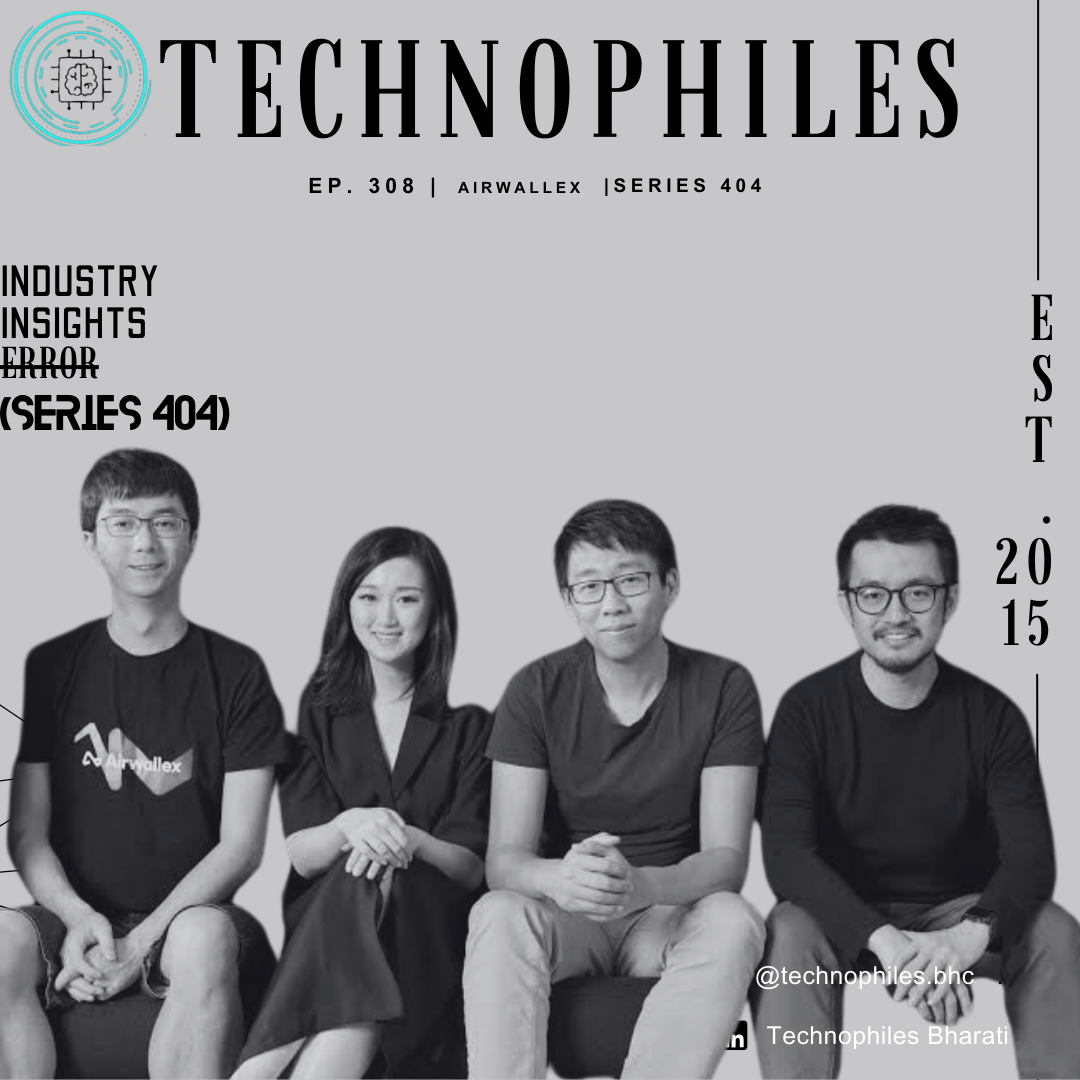 TECHNOPHILES
EP. 308 | AIRWALLEX |SERIES 404
INDUSTRY
INSIGHTS
ERROR
(SERIES 404)
EST.
20
15
Airwallex
@technophiles.bhc
in
Technophiles Bharati